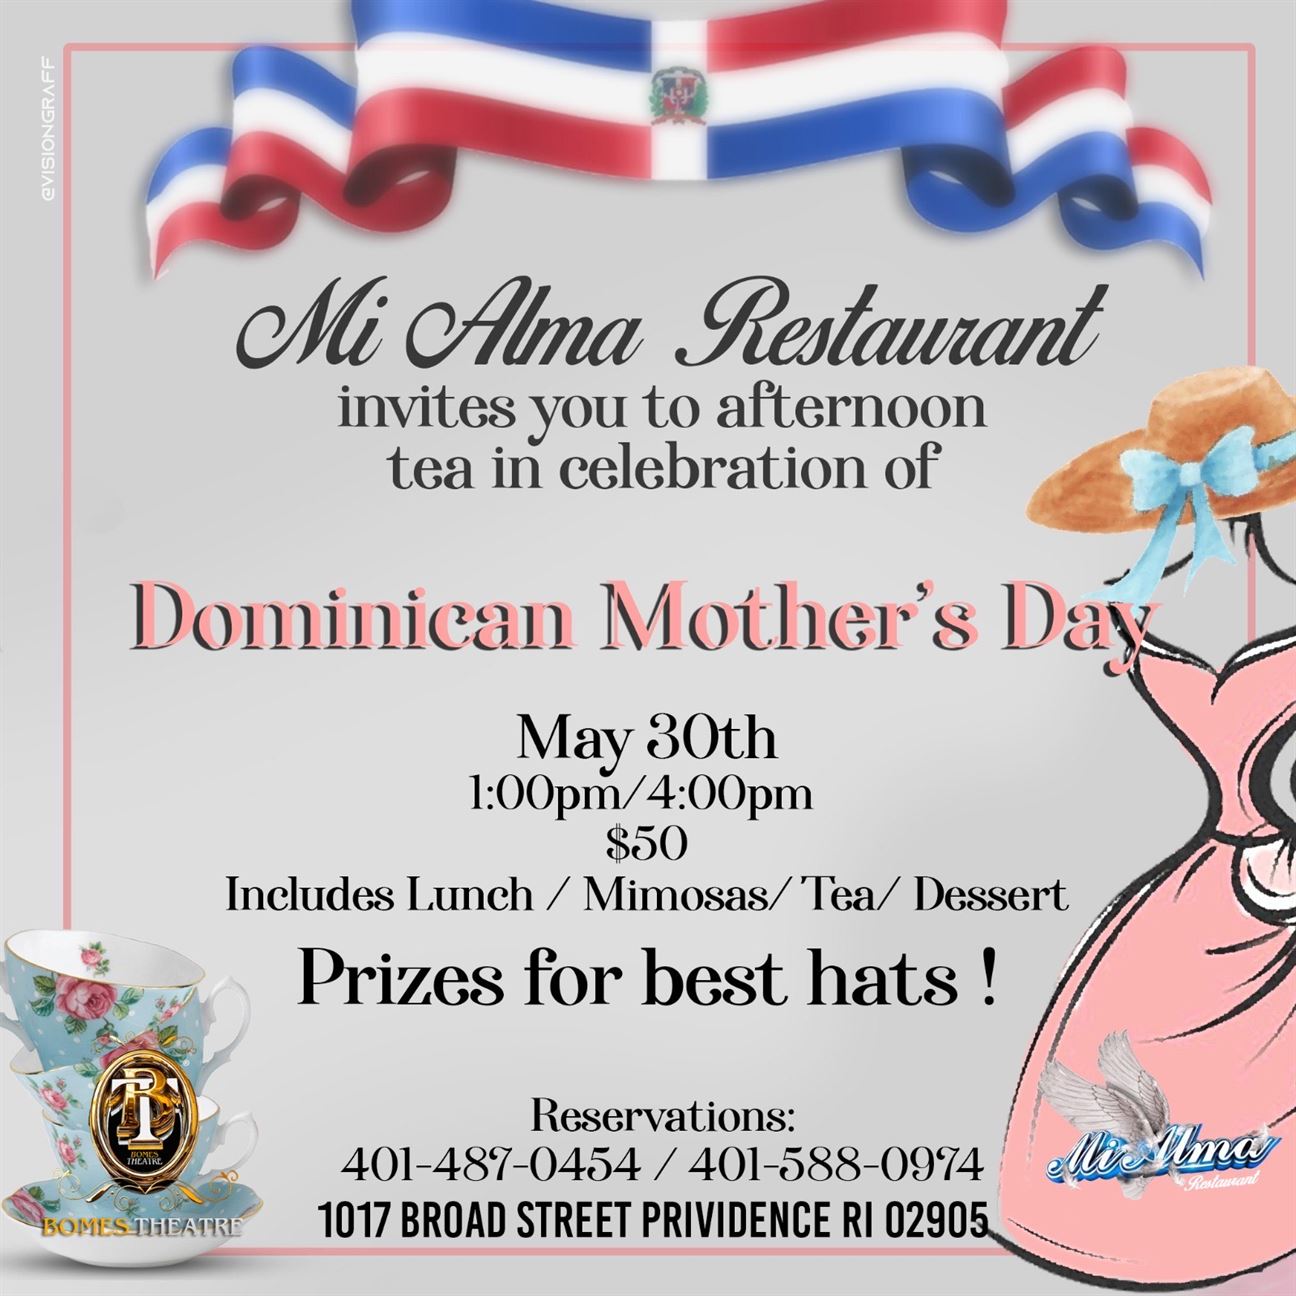 @VISIONGRAFF
Mi Alma Restaurant
invites you to afternoon
tea in celebration of
Dominican Mother's Day
May 30th
1:00pm/4:00pm
$50
Includes Lunch / Mimosas/ Tea/ Dessert
Prizes for best hats !
Reservations:
401-487-0454 / 401-588-0974
1017 BROAD STREET PRIVIDENCE RI 02905
BT
BOMES
THEATRE
BOMES THEATRE
Mi Alma
Restaurant